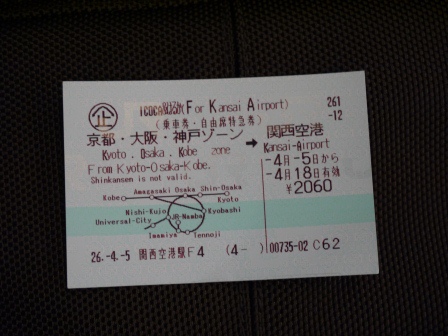 企
ICOCA&はるか(For Kansai Airport)
(乗車券・自由席特急券)
261
-12
京都・大阪・神戸ゾーン → 関西空港
Kyoto . Osaka . Kobe zone
Kansai-Airport
From Kyoto-Osaka-Kobe.
Shinkansen is not valid.
-4月-5日から
-4月18日有効
¥2060
Amagasaki Osaka Shin-Osaka
Kobe
Kyoto
Nishi-Kujo
Kyobashi
JR-Namba
Universal-City
Imamiya
Tennoji
26.-4.-5 関西空港駅F4 (4-)
00735-02 C62